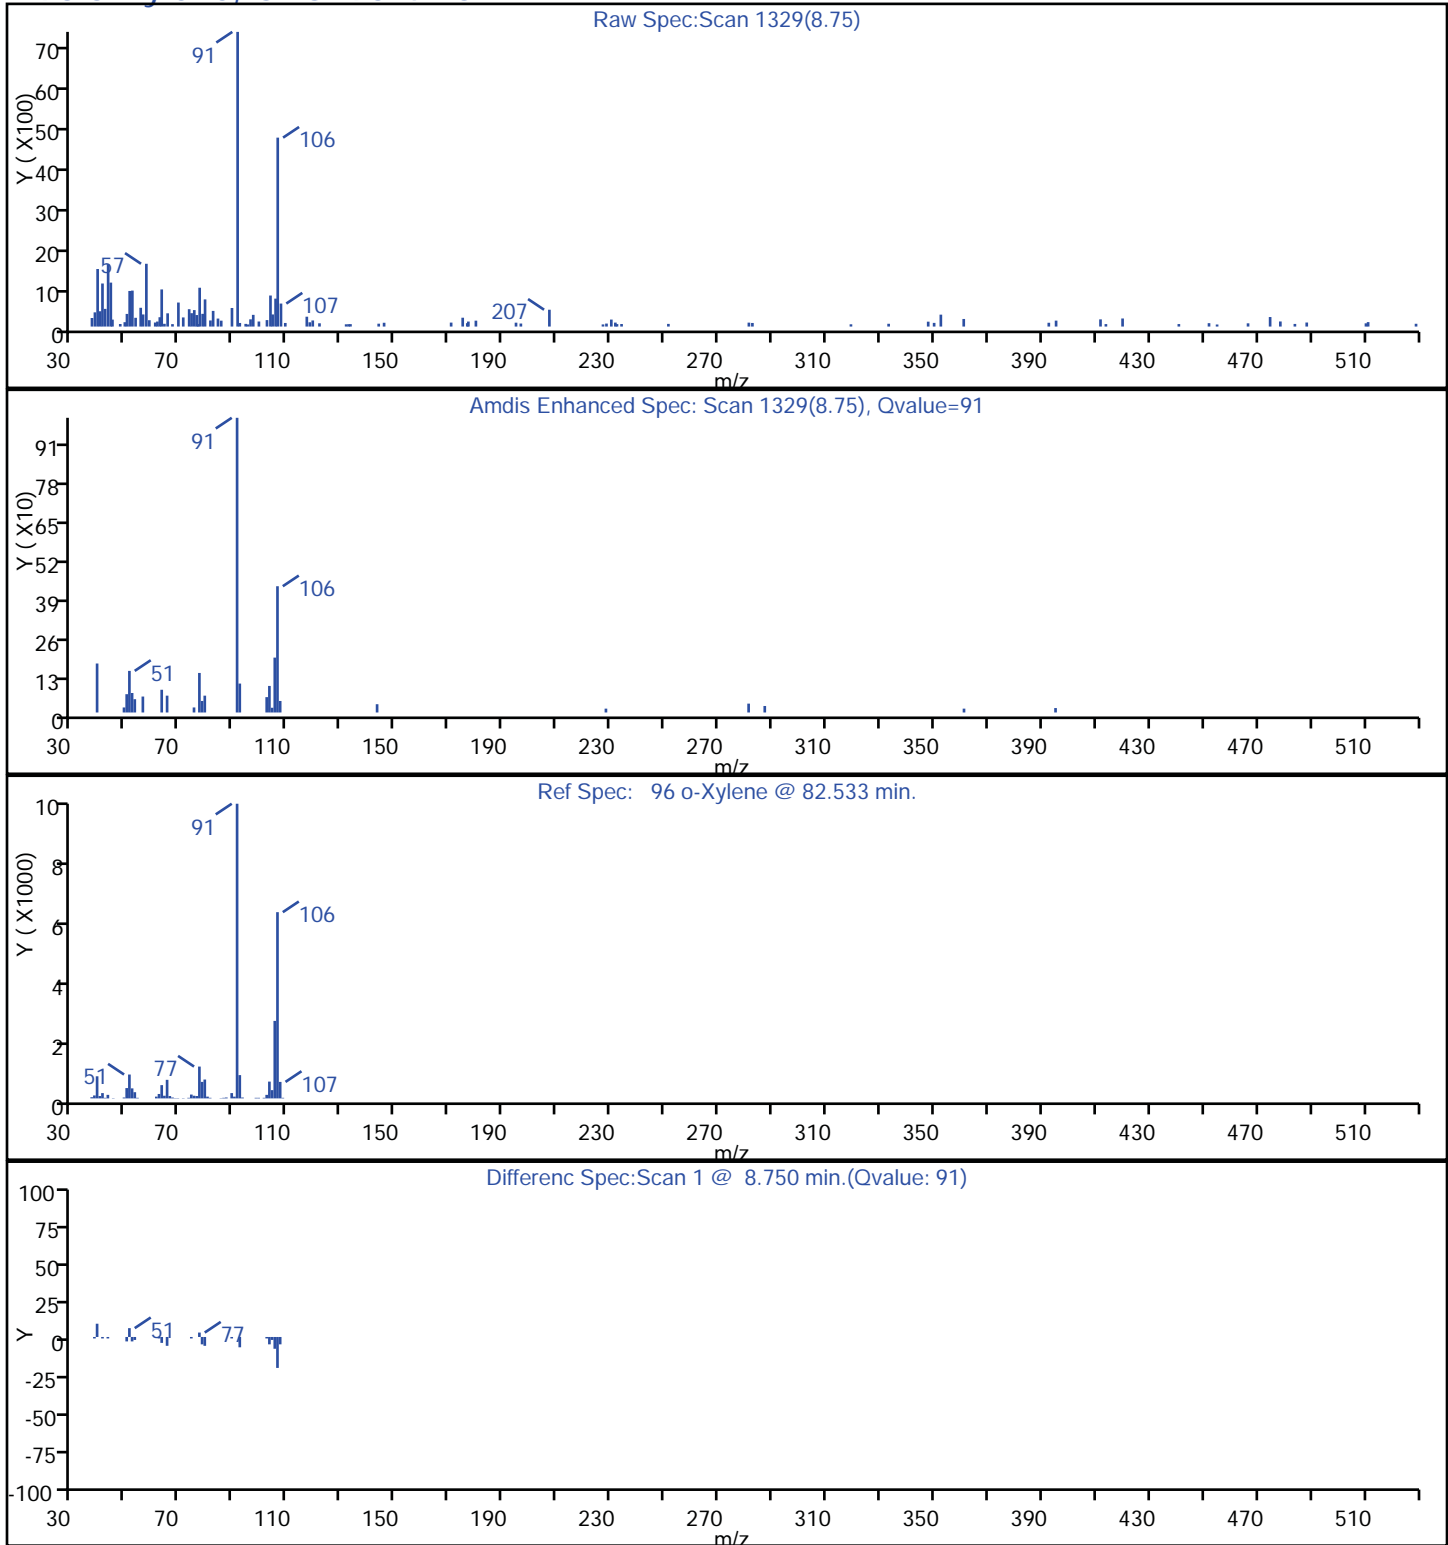 Raw Spec:Scan 1329(8.75)
91
106
57
107
207
Y ( X100)
70
60
50
40
30
20
10
0
30 70 110 150 190 230 270 310 350 390 430 470 510
m/z
Amdis Enhanced Spec: Scan 1329(8.75), Qvalue=91
91
106
51
Y ( X10)
91
78
65
52
39
26
13
0
30 70 110 150 190 230 270 310 350 390 430 470 510
m/z
Ref Spec: 96 o-Xylene @ 82.533 min.
91
106
51
77
107
Y ( X1000)
10
8
6
4
2
0
30 70 110 150 190 230 270 310 350 390 430 470 510
m/z
Differenc Spec:Scan 1 @ 8.750 min.(Qvalue: 91)
51
77
Y
100
75
50
25
0
-25
-50
-75
-100
30 70 110 150 190 230 270 310 350 390 430 470 510
m/z